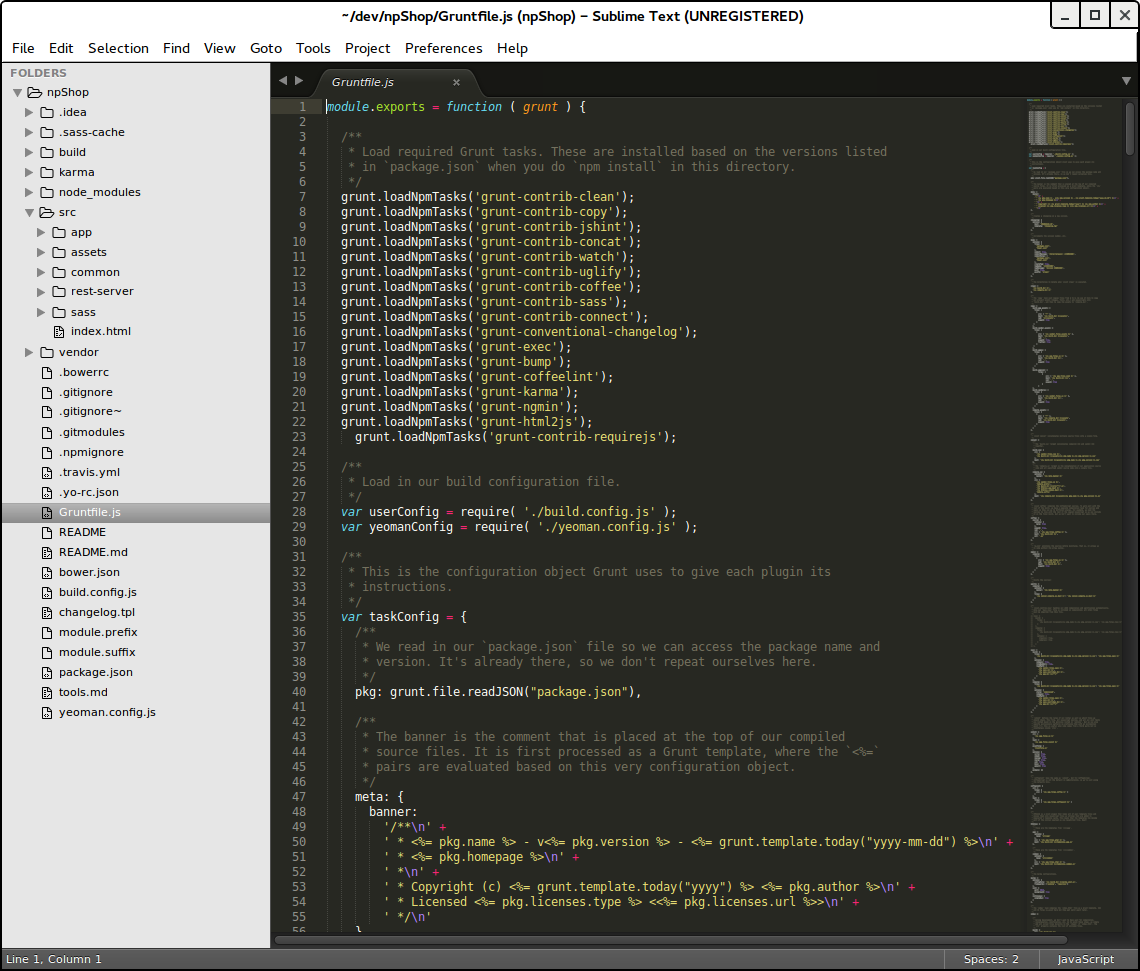 ~/dev/npShop/Gruntfile.js (npShop) – Sublime Text (UNREGISTERED)
File Edit Selection Find View Goto Tools Project Preferences Help
FOLDERS
npShop
.idea
.sass-cache
build
karma
node_modules
src
app
assets
common
rest-server
sass
index.html
vendor
.bowerrc
.gitignore
.gitignore~
.gitmodules
.npmignore
.travis.yml
.yo-rc.json
Gruntfile.js
README
README.md
bower.json
build.config.js
changelog.tpl
module.prefix
module.suffix
package.json
tools.md
yeoman.config.js
Gruntfile.js ×
1 module.exports = function ( grunt ) {
2
3   /**
4    * Load required Grunt tasks. These are installed based on the versions listed
5    * in `package.json` when you do `npm install` in this directory.
6    */
7   grunt.loadNpmTasks('grunt-contrib-clean');
8   grunt.loadNpmTasks('grunt-contrib-copy');
9   grunt.loadNpmTasks('grunt-contrib-jshint');
10   grunt.loadNpmTasks('grunt-contrib-concat');
11   grunt.loadNpmTasks('grunt-contrib-watch');
12   grunt.loadNpmTasks('grunt-contrib-uglify');
13   grunt.loadNpmTasks('grunt-contrib-coffee');
14   grunt.loadNpmTasks('grunt-contrib-sass');
15   grunt.loadNpmTasks('grunt-contrib-connect');
16   grunt.loadNpmTasks('grunt-conventional-changelog');
17   grunt.loadNpmTasks('grunt-exec');
18   grunt.loadNpmTasks('grunt-bump');
19   grunt.loadNpmTasks('grunt-coffeelint');
20   grunt.loadNpmTasks('grunt-karma');
21   grunt.loadNpmTasks('grunt-ngmin');
22   grunt.loadNpmTasks('grunt-html2js');
23     grunt.loadNpmTasks('grunt-contrib-requirejs');
24
25   /**
26    * Load in our build configuration file.
27    */
28   var userConfig = require( './build.config.js' );
29   var yeomanConfig = require( './yeoman.config.js' );
30
31   /**
32    * This is the configuration object Grunt uses to give each plugin its
33    * instructions.
34    */
35   var taskConfig = {
36     /**
37      * We read in our `package.json` file so we can access the package name and
38      * version. It's already there, so we don't repeat ourselves here.
39      */
40     pkg: grunt.file.readJSON("package.json"),
41
42     /**
43      * The banner is the comment that is placed at the top of our compiled
44      * source files. It is first processed as a Grunt template, where the `<%=`
45      * pairs are evaluated based on this very configuration object.
46      */
47     meta: {
48       banner:
49         '/**\n' +
50         ' * <%= pkg.name %> - v<%= pkg.version %> - <%= grunt.template.today("yyyy-mm-dd") %>\n' +
51         ' * <%= pkg.homepage %>\n' +
52         ' *\n' +
53         ' * Copyright (c) <%= grunt.template.today("yyyy") %> <%= pkg.author %>\n' +
54         ' * Licensed <%= pkg.licenses.type %> <<%= pkg.licenses.url %>>\n' +
55         ' */\n'
56     }
Line 1, Column 1 Spaces: 2 JavaScript